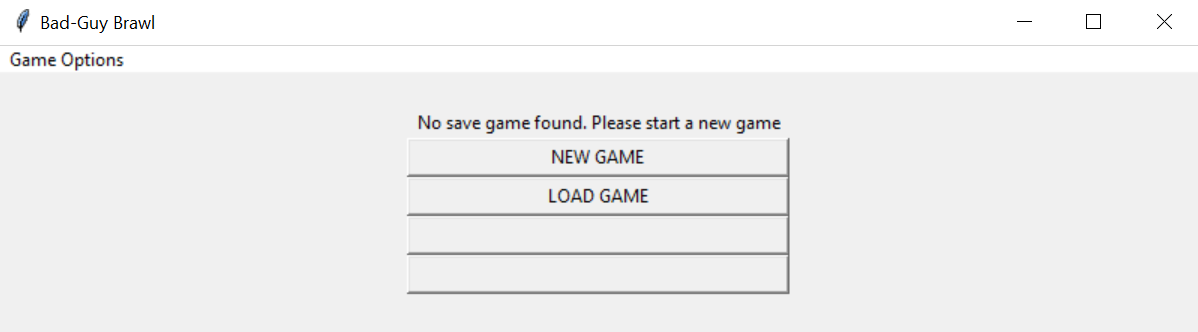 Bad-Guy Brawl
Game Options
No save game found. Please start a new game
NEW GAME
LOAD GAME